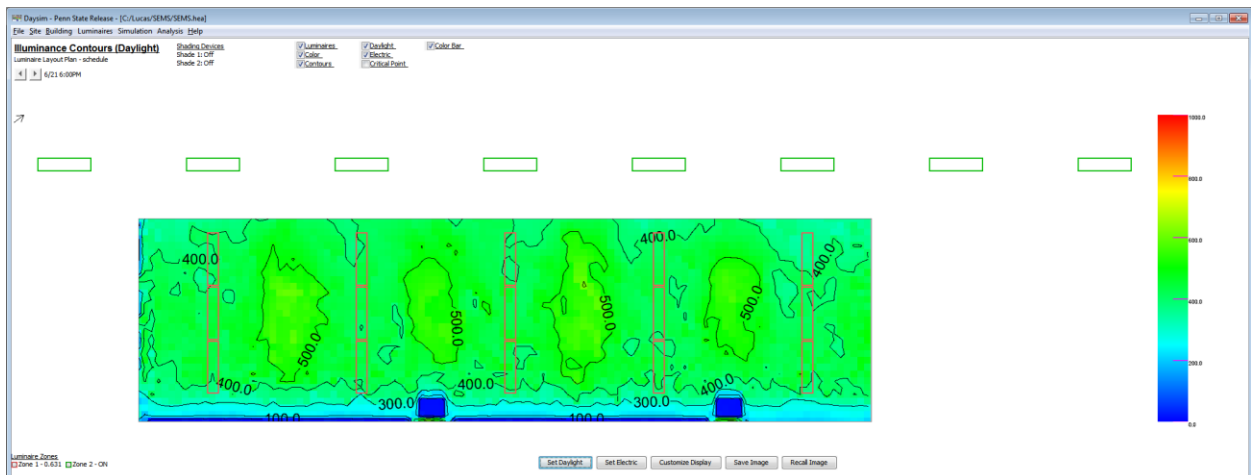 Daysim - Penn State Release - [C:/Lucas/SEMS/SEMS.hea]
File Site Building Luminaires Simulation Analysis Help
Illuminance Contours (Daylight)
Luminaire Layout Plan - schedule
6/21 6:00PM
Shading Devices
Shade 1: Off
Shade 2: Off
Luminaires Daylight Color Bar
Color Electric
Contours Critical Point
1000.0
800.0
600.0
400.0
200.0
0.0
400.0
400.0
400.0
500.0
500.0
500.0
500.0
400.0
400.0
400.0
300.0
300.0
100.0
100.0
Luminaire Zones
Zone 1 - 0.631 Zone 2 - ON
Set Daylight Set Electric Customize Display Save Image Recall Image